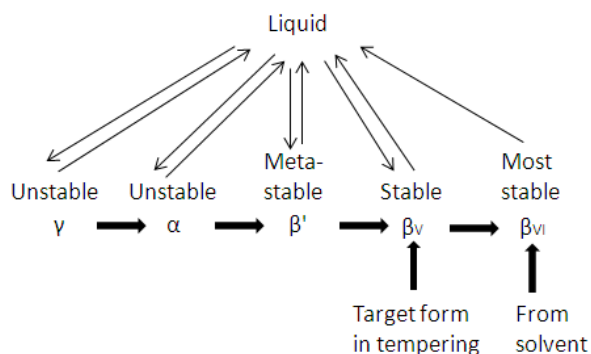 Liquid
Meta-
Most
Unstable Unstable stable Stable stable
γ α β' βV βVI
Target form From
in tempering solvent